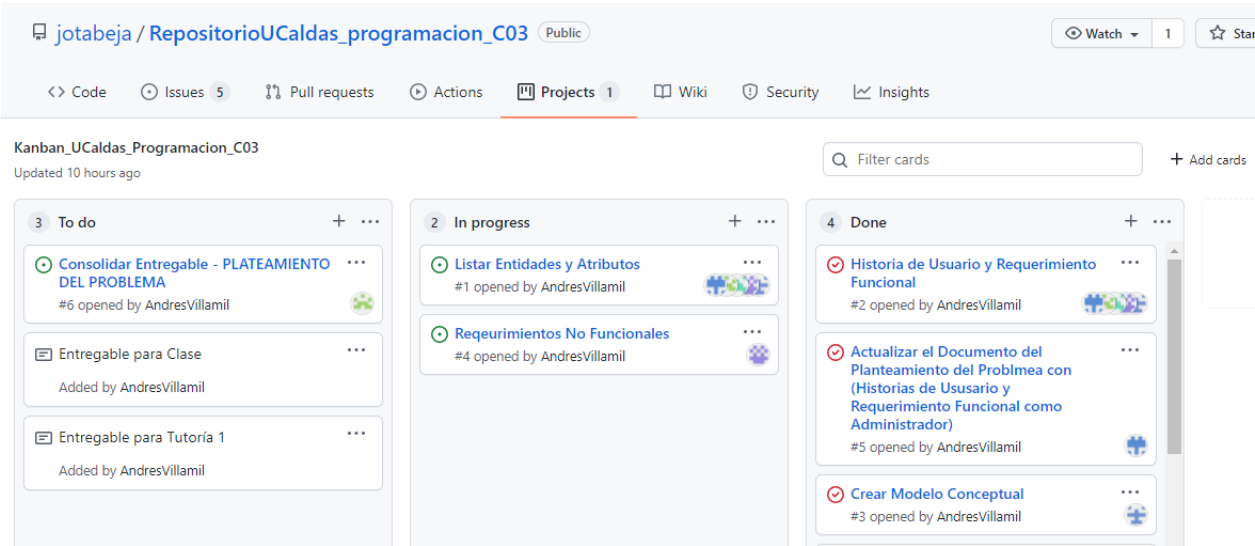 jotabeja / RepositorioUCaldas_programacion_C03 Public
Watch 1
Star
Code
Issues 5
Pull requests
Actions
Projects 1
Wiki
Security
Insights
Kanban_UCaldas_Programacion_C03
Updated 10 hours ago
Filter cards
+ Add cards
3 To do
Consolidar Entregable - PLATEAMIENTO
DEL PROBLEMA
#6 opened by AndresVillamil
Entregable para Clase
Added by AndresVillamil
Entregable para Tutoría 1
Added by AndresVillamil
2 In progress
Listar Entidades y Atributos
#1 opened by AndresVillamil
Reqeurimientos No Funcionales
#4 opened by AndresVillamil
4 Done
Historia de Usuario y Requerimiento
Funcional
#2 opened by AndresVillamil
Actualizar el Documento del
Planteamiento del Problmea con
(Historias de Ususario y
Requerimiento Funcional como
Administrador)
#5 opened by AndresVillamil
Crear Modelo Conceptual
#3 opened by AndresVillamil